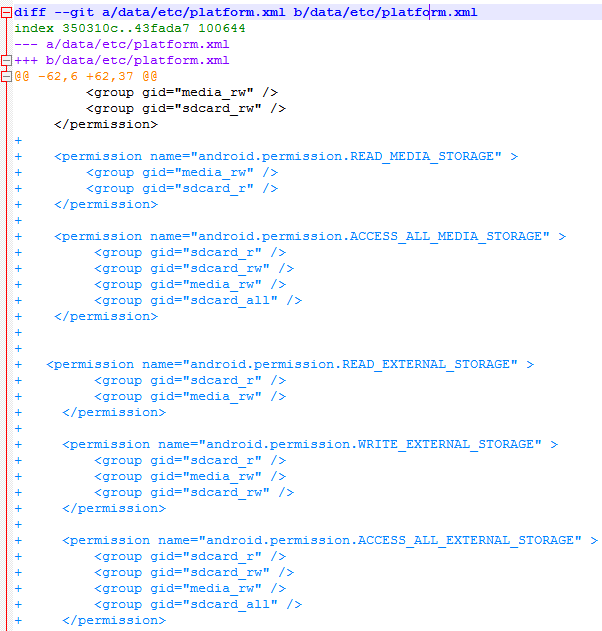 diff --git a/data/etc/platform.xml b/data/etc/platform.xml
index 350310c..43fada7 100644
--- a/data/etc/platform.xml
+++ b/data/etc/platform.xml
@@ -62,6 +62,37 @@
         <group gid="media_rw" />
         <group gid="sdcard_rw" />
     </permission>
+
+    <permission name="android.permission.READ_MEDIA_STORAGE" >
+        <group gid="media_rw" />
+        <group gid="sdcard_r" />
+    </permission>
+
+    <permission name="android.permission.ACCESS_ALL_MEDIA_STORAGE" >
+         <group gid="sdcard_r" />
+         <group gid="sdcard_rw" />
+         <group gid="media_rw" />
+         <group gid="sdcard_all" />
+    </permission>
+
+
+   <permission name="android.permission.READ_EXTERNAL_STORAGE" >
+         <group gid="sdcard_r" />
+         <group gid="media_rw" />
+     </permission>
+
+     <permission name="android.permission.WRITE_EXTERNAL_STORAGE" >
+         <group gid="sdcard_r" />
+         <group gid="media_rw" />
+         <group gid="sdcard_rw" />
+     </permission>
+
+     <permission name="android.permission.ACCESS_ALL_EXTERNAL_STORAGE" >
+         <group gid="sdcard_r" />
+         <group gid="sdcard_rw" />
+         <group gid="media_rw" />
+         <group gid="sdcard_all" />
+     </permission>